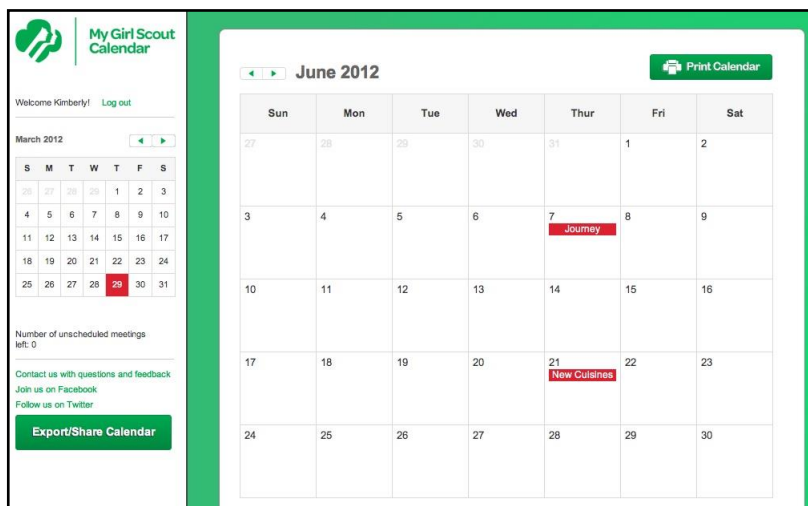 My Girl Scout
Calendar
Welcome Kimberly! Log out
March 2012
S M T W T F S
26 27 28 29 1 2 3
4 5 6 7 8 9 10
11 12 13 14 15 16 17
18 19 20 21 22 23 24
25 26 27 28 29 30 31
Number of unscheduled meetings
left: 0
Contact us with questions and feedback
Join us on Facebook
Follow us on Twitter
Export/Share Calendar
June 2012
Print Calendar
Sun Mon Tue Wed Thur Fri Sat
27 28 29 30 31 1 2
3 4 5 6 7 8 9
Journey
10 11 12 13 14 15 16
17 18 19 20 21 22 23
New Cuisines
24 25 26 27 28 29 30